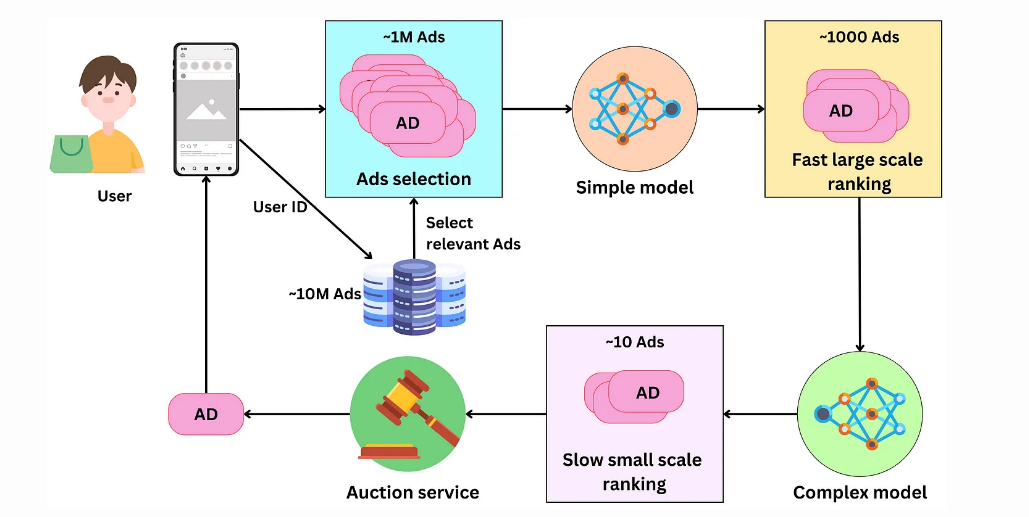 ~1M Ads
AD
Ads selection
User
User ID
Select
relevant Ads
~10M Ads
Simple model
~1000 Ads
AD
Fast large scale
ranking
Complex model
~10 Ads
AD
Slow small scale
ranking
Auction service
AD